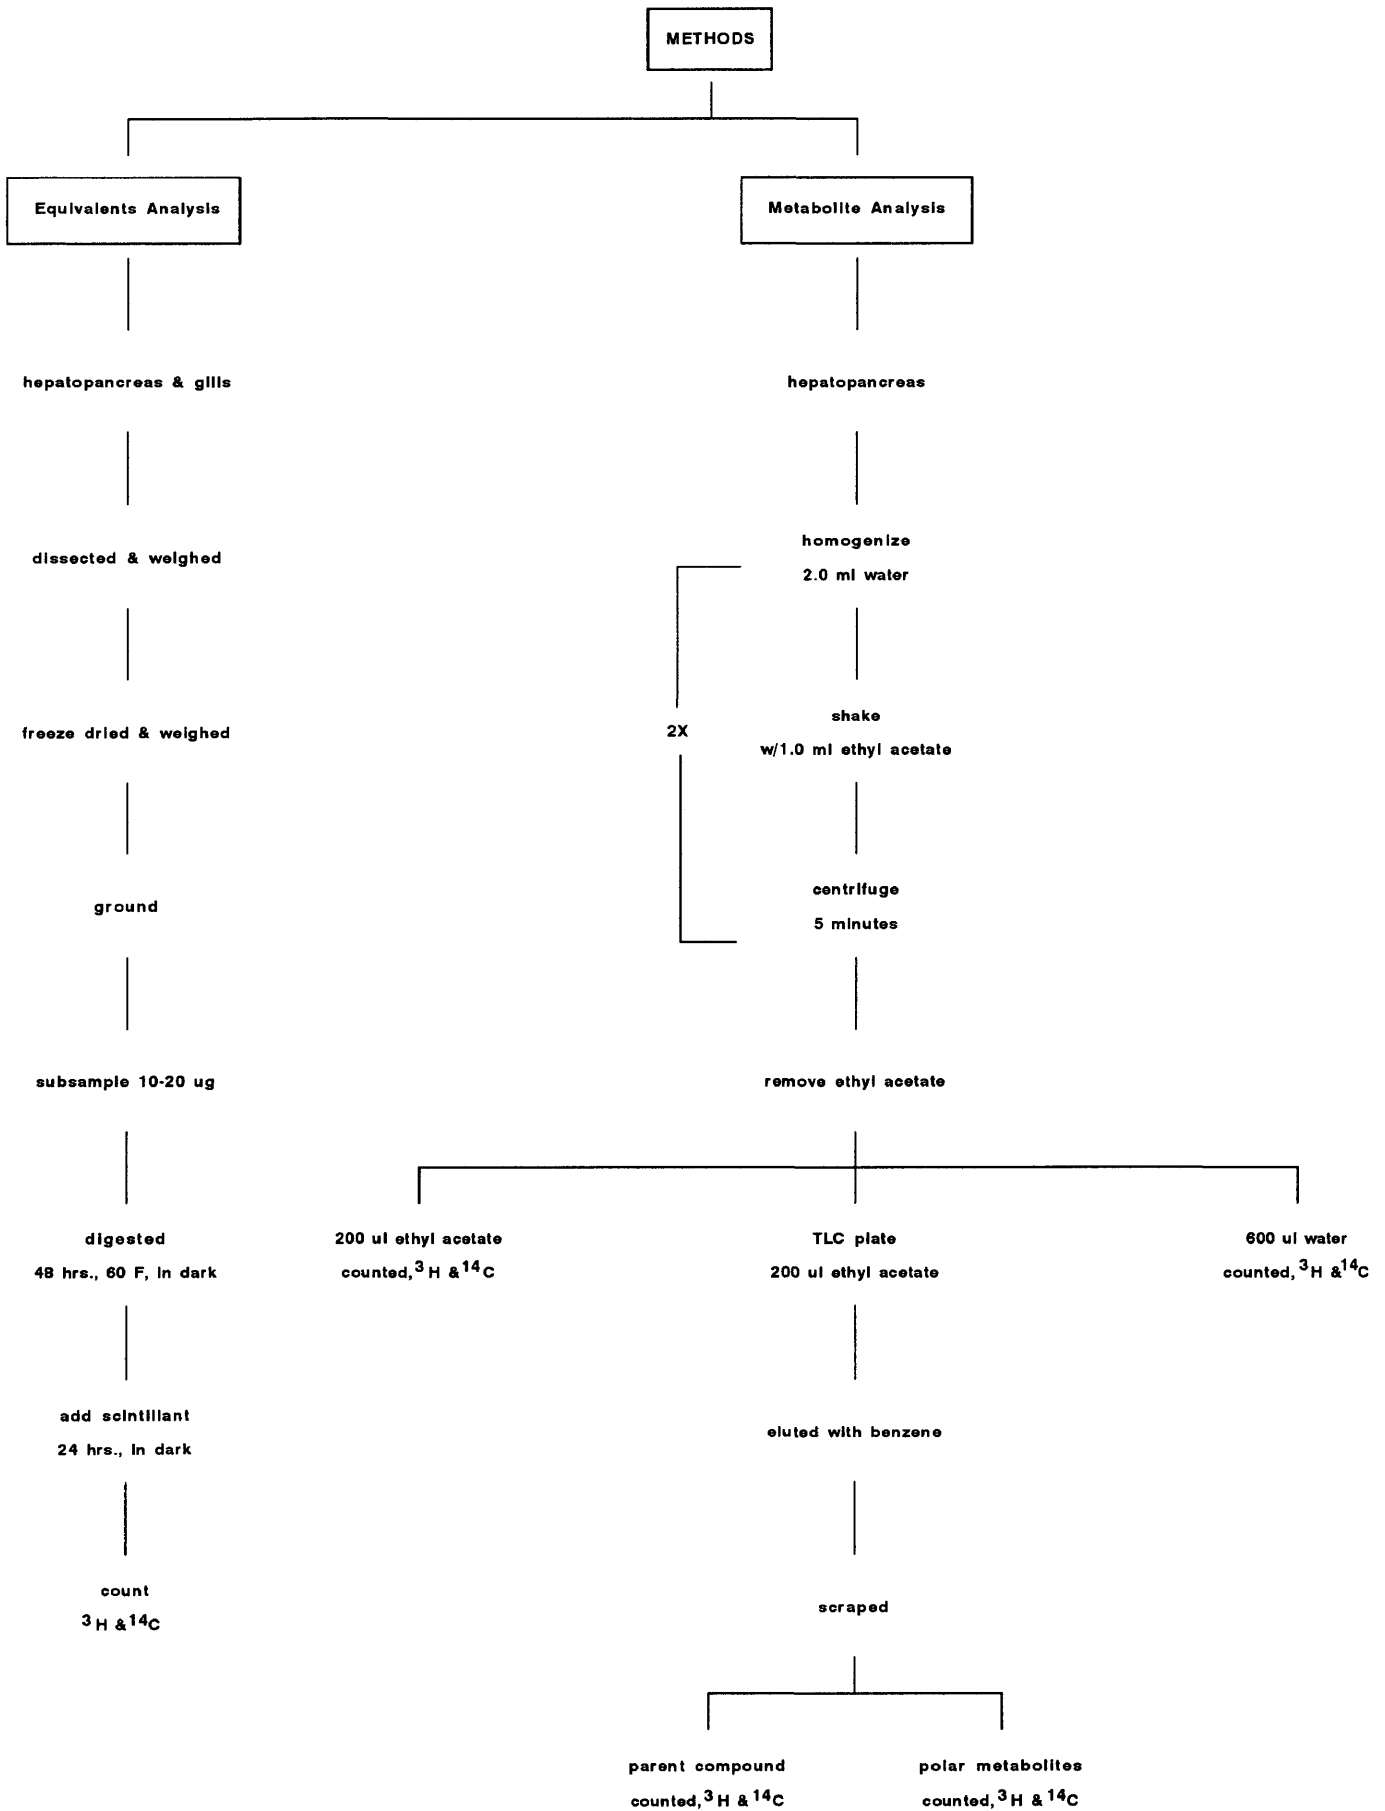 METHODS
Equivalents Analysis
Metabolite Analysis
hepatopancreas & gills
hepatopancreas
dissected & weighed
homogenize
2.0 ml water
freeze dried & weighed
2X
shake
w/1.0 ml ethyl acetate
ground
centrifuge
5 minutes
subsample 10-20 ug
remove ethyl acetate
digested
48 hrs., 60 F, in dark
200 ul ethyl acetate
counted, ³H & ¹⁴C
TLC plate
200 ul ethyl acetate
600 ul water
counted, ³H & ¹⁴C
add scintillant
24 hrs., in dark
eluted with benzene
count
³H & ¹⁴C
scraped
parent compound
counted, ³H & ¹⁴C
polar metabolites
counted, ³H & ¹⁴C